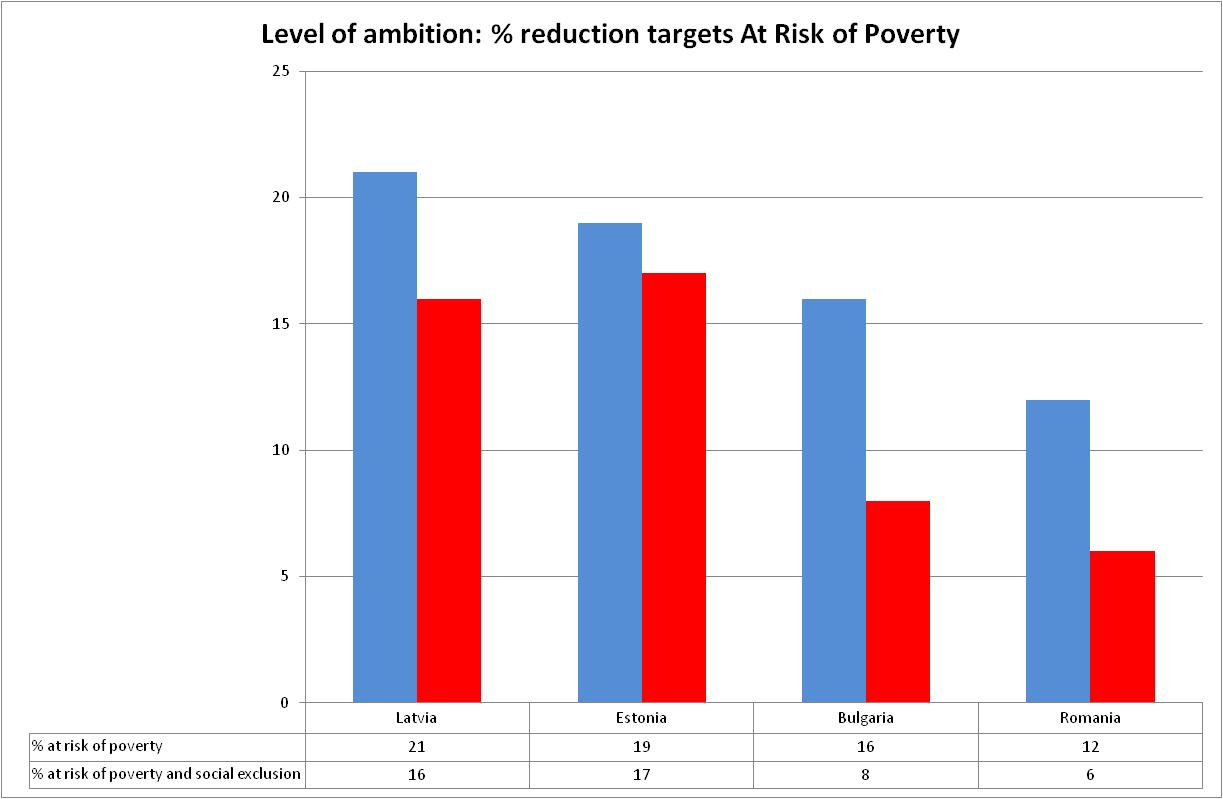 Level of ambition: % reduction targets At Risk of Poverty
25
20
15
10
5
0
Latvia Estonia Bulgaria Romania
% at risk of poverty 21 19 16 12
% at risk of poverty and social exclusion 16 17 8 6